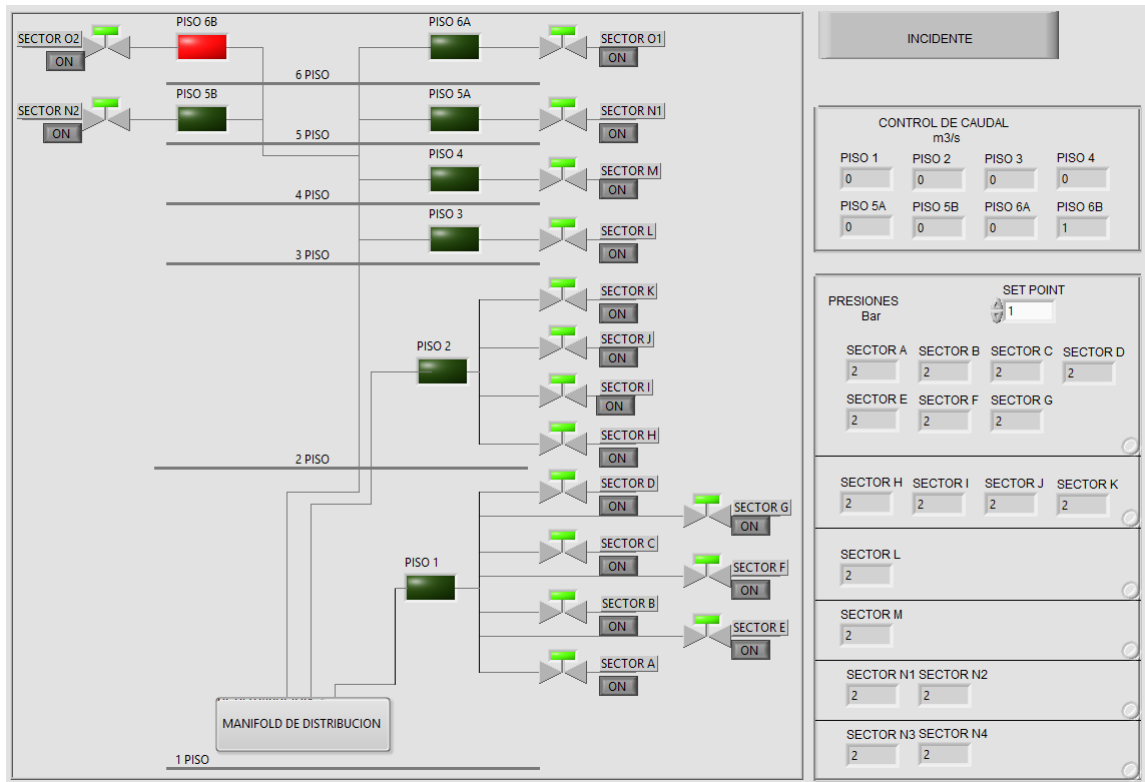 PISO 6B PISO 6A
SECTOR O2 SECTOR O1
ON ON
6 PISO
PISO 5B PISO 5A
SECTOR N2 SECTOR N1
ON ON
5 PISO
PISO 4
SECTOR M
ON
4 PISO
PISO 3
SECTOR L
ON
3 PISO
SECTOR K
ON
PISO 2
SECTOR J
ON
SECTOR I
ON
SECTOR H
ON
2 PISO
SECTOR D
ON
SECTOR G
ON
SECTOR C
ON
PISO 1
SECTOR F
ON
SECTOR B
ON
SECTOR E
ON
SECTOR A
ON
MANIFOLD DE DISTRIBUCION
1 PISO
INCIDENTE
CONTROL DE CAUDAL
m3/s
PISO 1 PISO 2 PISO 3 PISO 4
0 0 0 0
PISO 5A PISO 5B PISO 6A PISO 6B
0 0 0 1
PRESIONES
Bar
SET POINT
1
SECTOR A SECTOR B SECTOR C SECTOR D
2 2 2 2
SECTOR E SECTOR F SECTOR G
2 2 2
SECTOR H SECTOR I SECTOR J SECTOR K
2 2 2 2
SECTOR L
2
SECTOR M
2
SECTOR N1 SECTOR N2
2 2
SECTOR N3 SECTOR N4
2 2